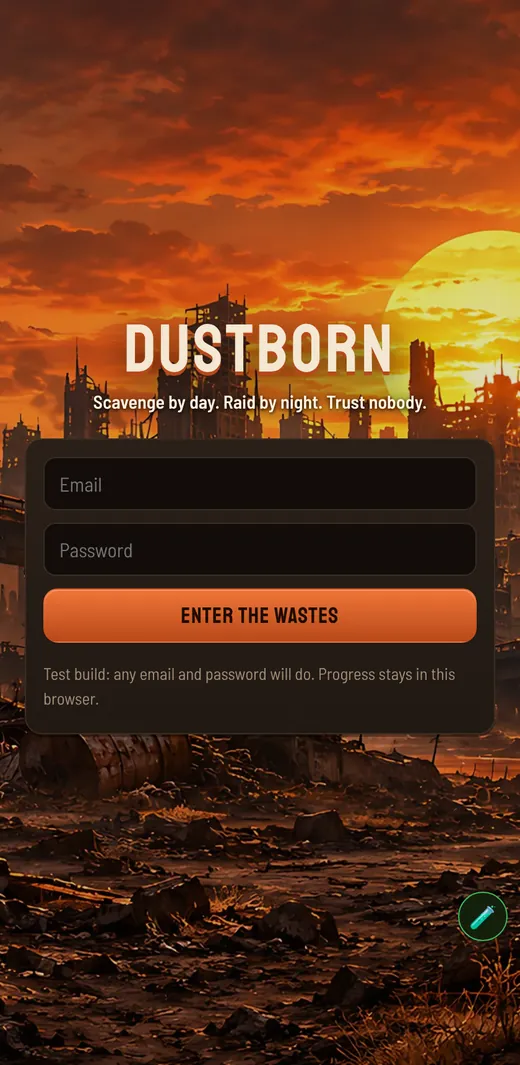 DUSTBORN
Scavenge by day. Raid by night. Trust nobody.
Email
Password
ENTER THE WASTES
Test build: any email and password will do. Progress stays in this
browser.